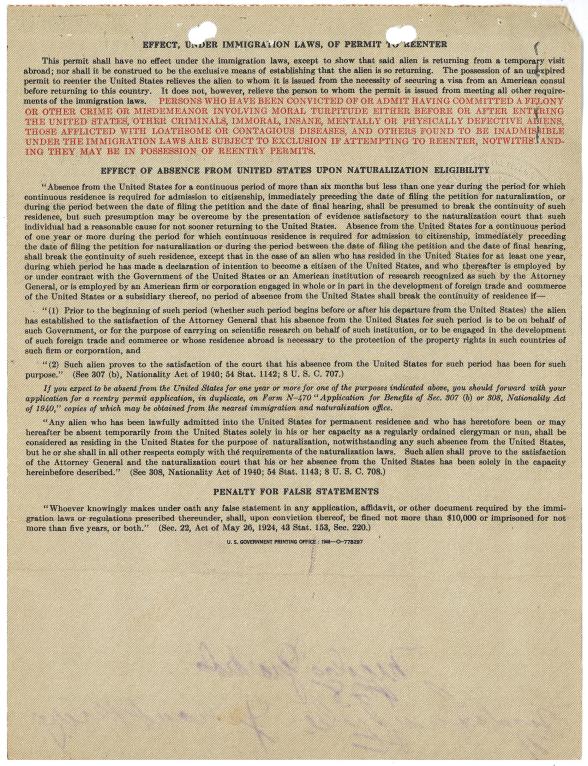 EFFECT, UNDER IMMIGRATION LAWS, OF PERMIT TO REENTER
This permit shall have no effect under the immigration laws, except to show that said alien is returning from a temporary visit
abroad; nor shall it be construed to be the exclusive means of establishing that the alien is so returning. The possession of an unexpired
permit to reenter the United States relieves the alien to whom it is issued from the necessity of securing a visa from an American consul
before returning to this country. It does not, however, relieve the person to whom the permit is issued from meeting all other require-
ments of the immigration laws. PERSONS WHO HAVE BEEN CONVICTED OF OR ADMIT HAVING COMMITTED A FELONY
OR OTHER CRIME OR MISDEMEANOR INVOLVING MORAL TURPITUDE EITHER BEFORE OR AFTER ENTERING
THE UNITED STATES, OTHER CRIMINALS, IMMORAL, INSANE, MENTALLY OR PHYSICALLY DEFECTIVE ALIENS,
THOSE AFFLICTED WITH LOATHSOME OR CONTAGIOUS DISEASES, AND OTHERS FOUND TO BE INADMISSIBLE
UNDER THE IMMIGRATION LAWS ARE SUBJECT TO EXCLUSION IF ATTEMPTING TO REENTER, NOTWITHSTAND-
ING THEY MAY BE IN POSSESSION OF REENTRY PERMITS.
EFFECT OF ABSENCE FROM UNITED STATES UPON NATURALIZATION ELIGIBILITY
"Absence from the United States for a continuous period of more than six months but less than one year during the period for which
continuous residence is required for admission to citizenship, immediately preceding the date of filing the petition for naturalization, or
during the period between the date of filing the petition and the date of final hearing, shall be presumed to break the continuity of such
residence, but such presumption may be overcome by the presentation of evidence satisfactory to the naturalization court that such
individual had a reasonable cause for not sooner returning to the United States. Absence from the United States for a continuous period
of one year or more during the period for which continuous residence is required for admission to citizenship, immediately preceding
the date of filing the petition for naturalization or during the period between the date of filing the petition and the date of final hearing,
shall break the continuity of such residence, except that in the case of an alien who has resided in the United States for at least one year,
during which period he has made a declaration of intention to become a citizen of the United States, and who thereafter is employed by
or under contract with the Government of the United States or an American institution of research recognized as such by the Attorney
General, or is employed by an American firm or corporation engaged in whole or in part in the development of foreign trade and commerce
of the United States or a subsidiary thereof, no period of absence from the United States shall break the continuity of residence if—
"(1) Prior to the beginning of such period (whether such period begins before or after his departure from the United States) the alien
has established to the satisfaction of the Attorney General that his absence from the United States for such period is to be on behalf of
such Government, or for the purpose of carrying on scientific research on behalf of such institution, or to be engaged in the development
of such foreign trade and commerce or whose residence abroad is necessary to the protection of the property rights in such countries of
such firm or corporation, and
"(2) Such alien proves to the satisfaction of the court that his absence from the United States for such period has been for such
purpose." (See 307 (b), Nationality Act of 1940; 54 Stat. 1142; 8 U. S. C. 707.)
If you expect to be absent from the United States for one year or more for one of the purposes indicated above, you should forward with your
application for a reentry permit application, in duplicate, on Form N–470 "Application for Benefits of Sec. 307 (b) or 308, Nationality Act
of 1940," copies of which may be obtained from the nearest immigration and naturalization office.
"Any alien who has been lawfully admitted into the United States for permanent residence and who has heretofore been or may
hereafter be absent temporarily from the United States solely in his or her capacity as a regularly ordained clergyman or nun, shall be
considered as residing in the United States for the purpose of naturalization, notwithstanding any such absence from the United States,
but he or she shall in all other respects comply with the requirements of the naturalization laws. Such alien shall prove to the satisfaction
of the Attorney General and the naturalization court that his or her absence from the United States has been solely in the capacity
hereinbefore described." (See 308, Nationality Act of 1940; 54 Stat. 1143; 8 U. S. C. 708.)
PENALTY FOR FALSE STATEMENTS
"Whoever knowingly makes under oath any false statement in any application, affidavit, or other document required by the immi-
gration laws or regulations prescribed thereunder, shall, upon conviction thereof, be fined not more than $10,000 or imprisoned for not
more than five years, or both." (Sec. 22, Act of May 26, 1924, 43 Stat. 153, Sec. 220.)
U. S. GOVERNMENT PRINTING OFFICE